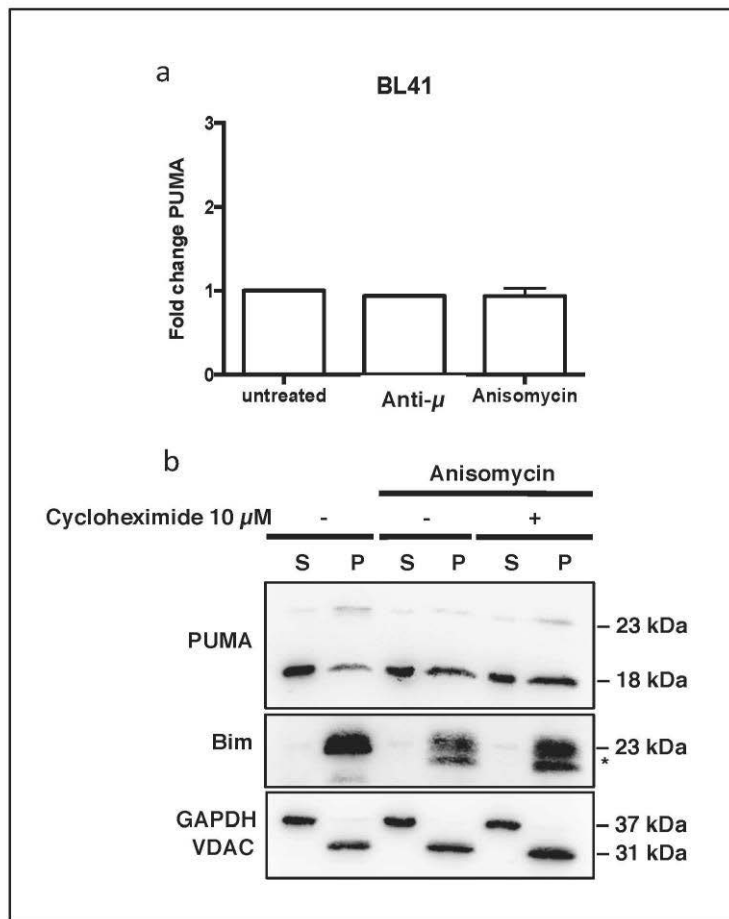 a
BL41
Fold change PUMA
3
2
1
0
untreated
Anti-μ
Anisomycin
b
Anisomycin
Cycloheximide 10 μM - - +
S P S P S P
PUMA
– 23 kDa
– 18 kDa
Bim
– 23 kDa
*
GAPDH
– 37 kDa
VDAC
– 31 kDa